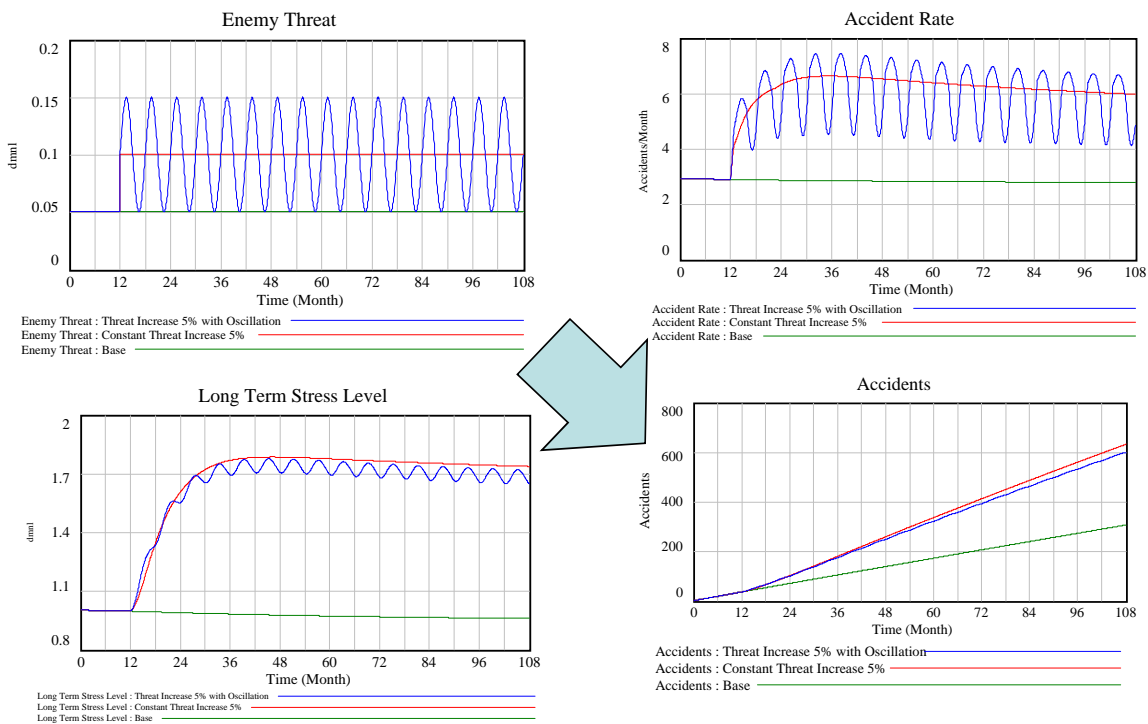 Enemy Threat
0.2
0.15
0.1
0.05
0
dmnl
0 12 24 36 48 60 72 84 96 108
Time (Month)
Enemy Threat : Threat Increase 5% with Oscillation
Enemy Threat : Constant Threat Increase 5%
Enemy Threat : Base
Accident Rate
8
6
4
2
0
Accidents/Month
0 12 24 36 48 60 72 84 96 108
Time (Month)
Accident Rate : Threat Increase 5% with Oscillation
Accident Rate : Constant Threat Increase 5%
Accident Rate : Base
Long Term Stress Level
2
1.7
1.4
1.1
0.8
dmnl
0 12 24 36 48 60 72 84 96 108
Time (Month)
Long Term Stress Level : Threat Increase 5% with Oscillation
Long Term Stress Level : Constant Threat Increase 5%
Long Term Stress Level : Base
Accidents
800
600
400
200
0
Accidents
0 12 24 36 48 60 72 84 96 108
Time (Month)
Accidents : Threat Increase 5% with Oscillation
Accidents : Constant Threat Increase 5%
Accidents : Base